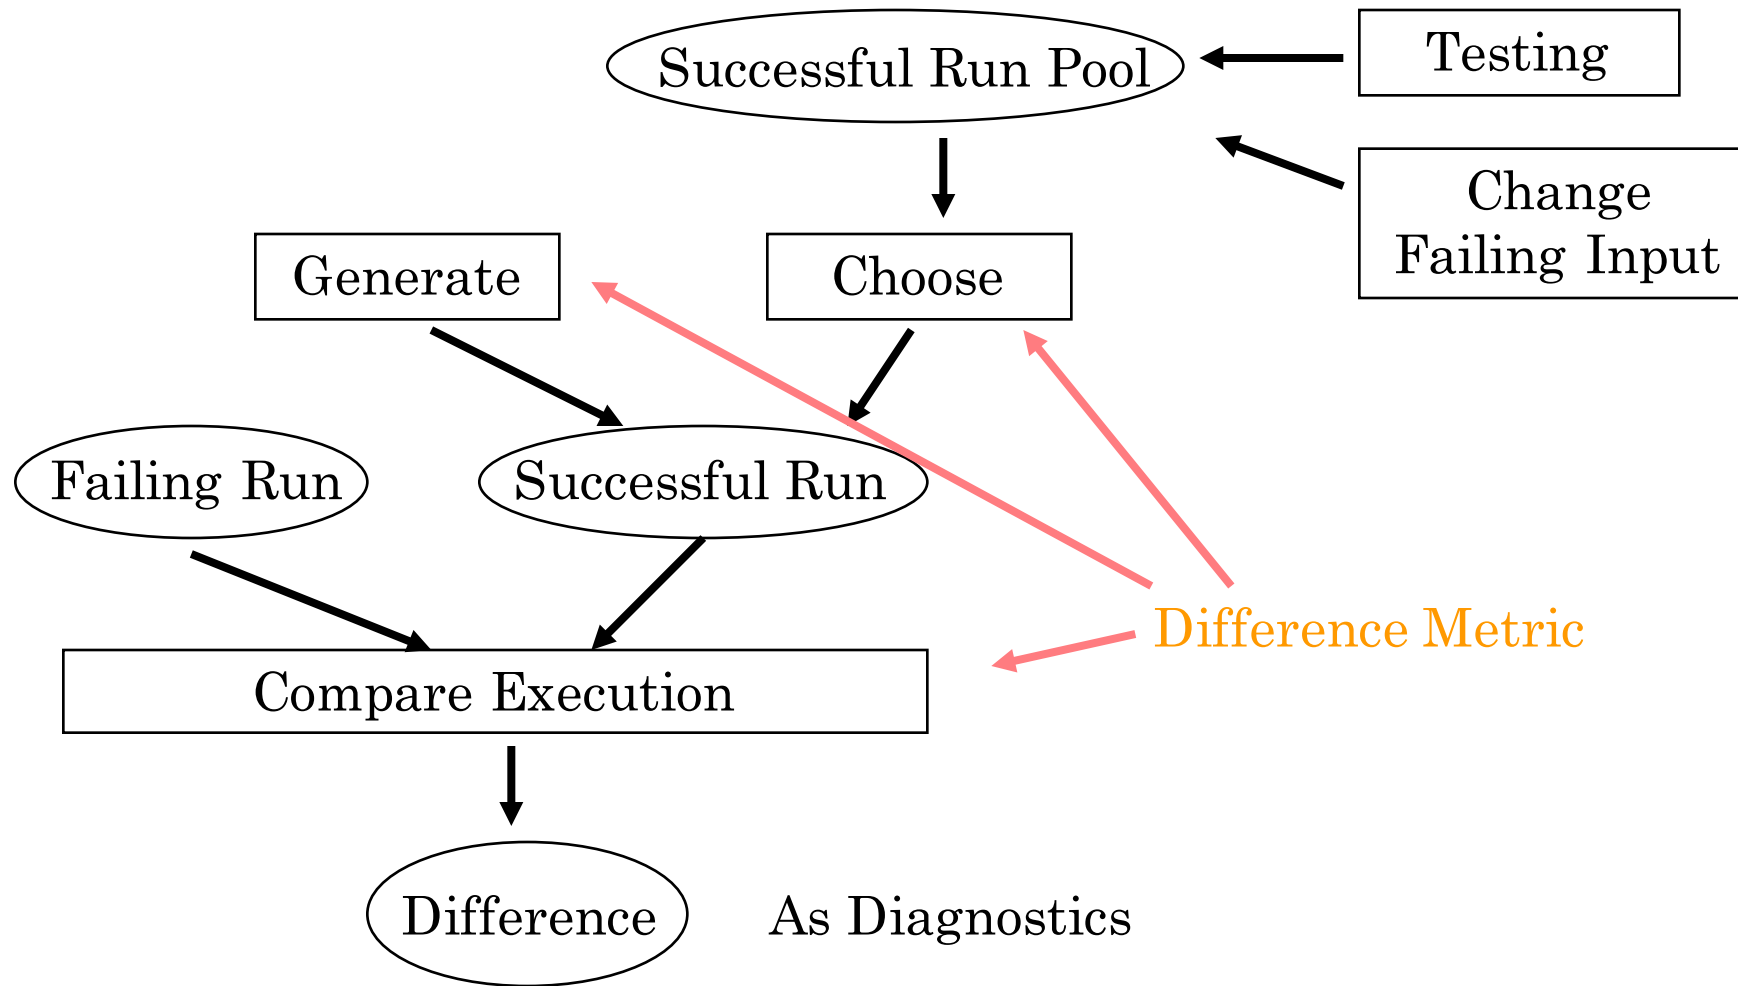 Successful Run Pool
Testing
Change
Failing Input
Generate
Choose
Failing Run
Successful Run
Difference Metric
Compare Execution
Difference
As Diagnostics